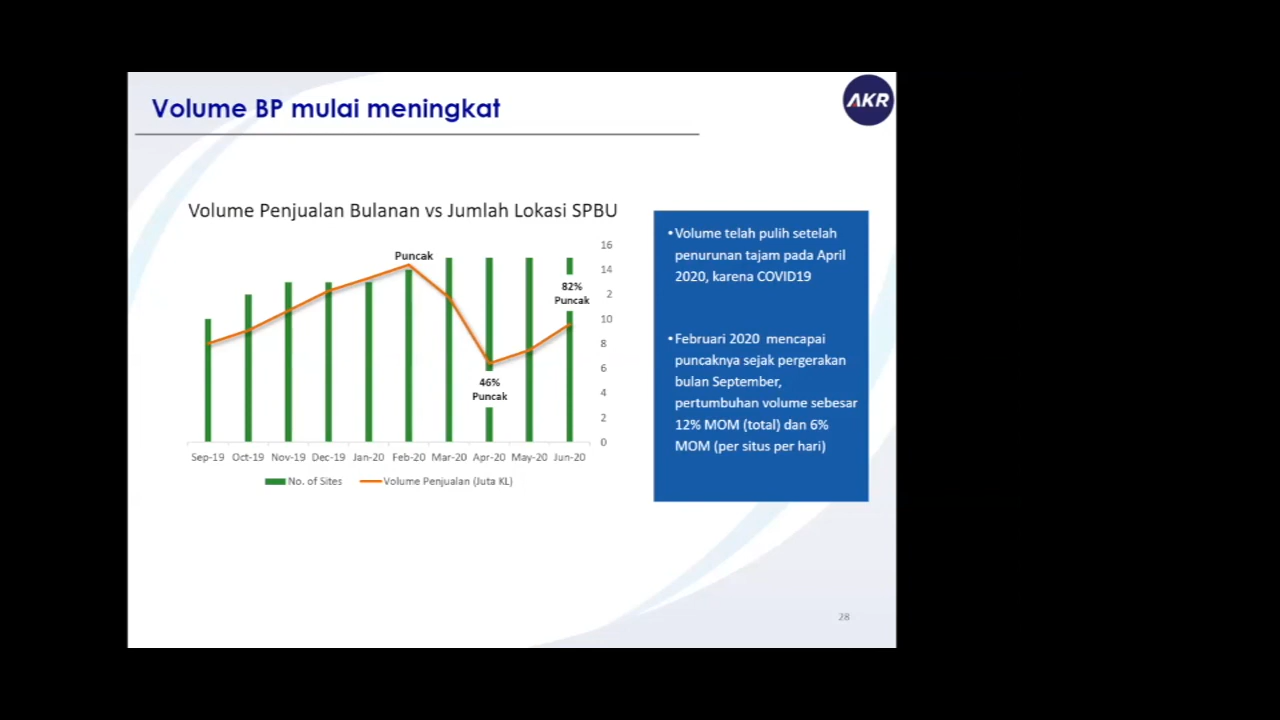 Volume BP mulai meningkat
AKR
Volume Penjualan Bulanan vs Jumlah Lokasi SPBU
16
14
2
10
8
6
4
2
0
Puncak
82%
Puncak
46%
Puncak
Sep-19 Oct-19 Nov-19 Dec-19 Jan-20 Feb-20 Mar-20 Apr-20 May-20 Jun-20
No. of Sites Volume Penjualan (Juta KL)
•Volume telah pulih setelah
penurunan tajam pada April
2020, karena COVID19
•Februari 2020 mencapai
puncaknya sejak pergerakan
bulan September,
pertumbuhan volume sebesar
12% MOM (total) dan 6%
MOM (per situs per hari)
28